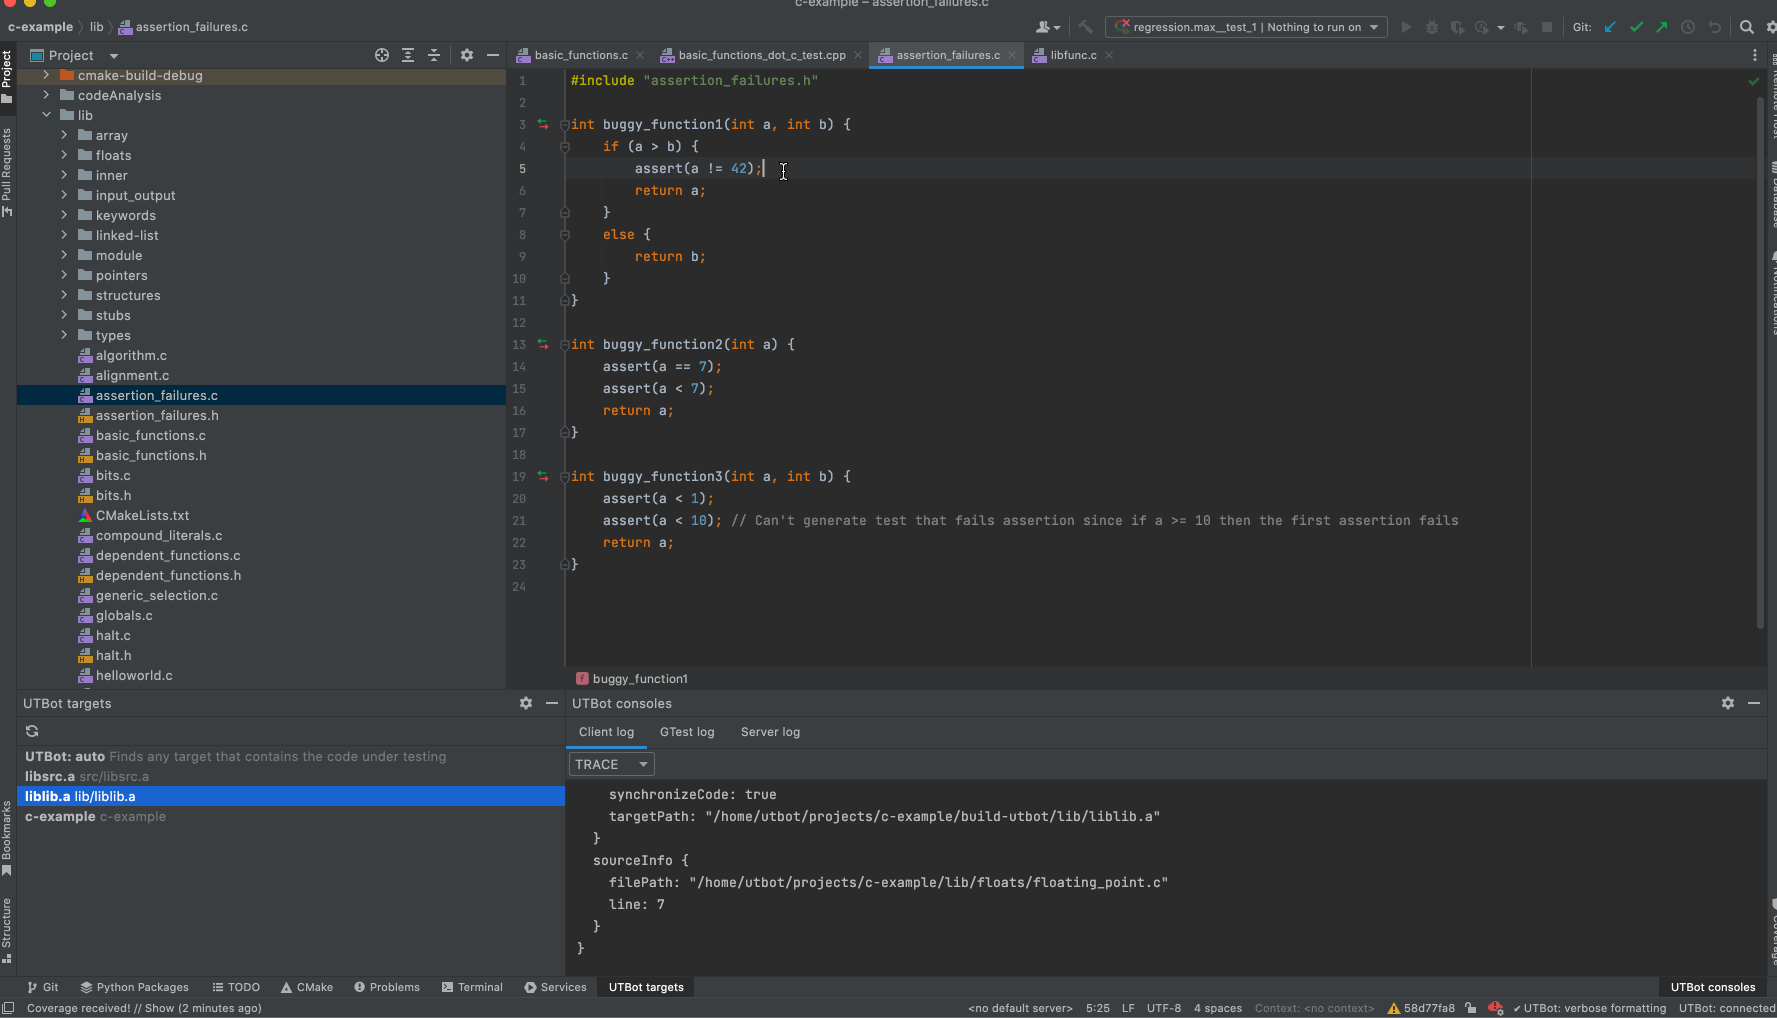 c-example – assertion_failures.c
c-example lib assertion_failures.c
regression.max__test_1 | Nothing to run on
Git:
Project
basic_functions.c
basic_functions_dot_c_test.cpp
assertion_failures.c
libfunc.c
Project
Pull Requests
Bookmarks
Structure
cmake-build-debug
codeAnalysis
lib
array
floats
inner
input_output
keywords
linked-list
module
pointers
structures
stubs
types
algorithm.c
alignment.c
assertion_failures.c
assertion_failures.h
basic_functions.c
basic_functions.h
bits.c
bits.h
CMakeLists.txt
compound_literals.c
dependent_functions.c
dependent_functions.h
generic_selection.c
globals.c
halt.c
halt.h
helloworld.c
1 #include "assertion_failures.h"
2
3 int buggy_function1(int a, int b) {
4 if (a > b) {
5 assert(a != 42);
6 return a;
7 }
8 else {
9 return b;
10 }
11 }
12
13 int buggy_function2(int a) {
14 assert(a == 7);
15 assert(a < 7);
16 return a;
17 }
18
19 int buggy_function3(int a, int b) {
20 assert(a < 1);
21 assert(a < 10); // Can't generate test that fails assertion since if a >= 10 then the first assertion fails
22 return a;
23 }
24
f buggy_function1
Database
Notifications
Coverage
UTBot targets
UTBot: auto Finds any target that contains the code under testing
libsrc.a src/libsrc.a
liblib.a lib/liblib.a
c-example c-example
UTBot consoles
Client log GTest log Server log
TRACE
synchronizeCode: true
targetPath: "/home/utbot/projects/c-example/build-utbot/lib/liblib.a"
}
sourceInfo {
filePath: "/home/utbot/projects/c-example/lib/floats/floating_point.c"
line: 7
}
}
Git Python Packages TODO CMake Problems Terminal Services UTBot targets UTBot consoles
Coverage received! // Show (2 minutes ago) <no default server> 5:25 LF UTF-8 4 spaces Context: <no context> 58d77fa8 ✓ UTBot: verbose formatting UTBot: connected